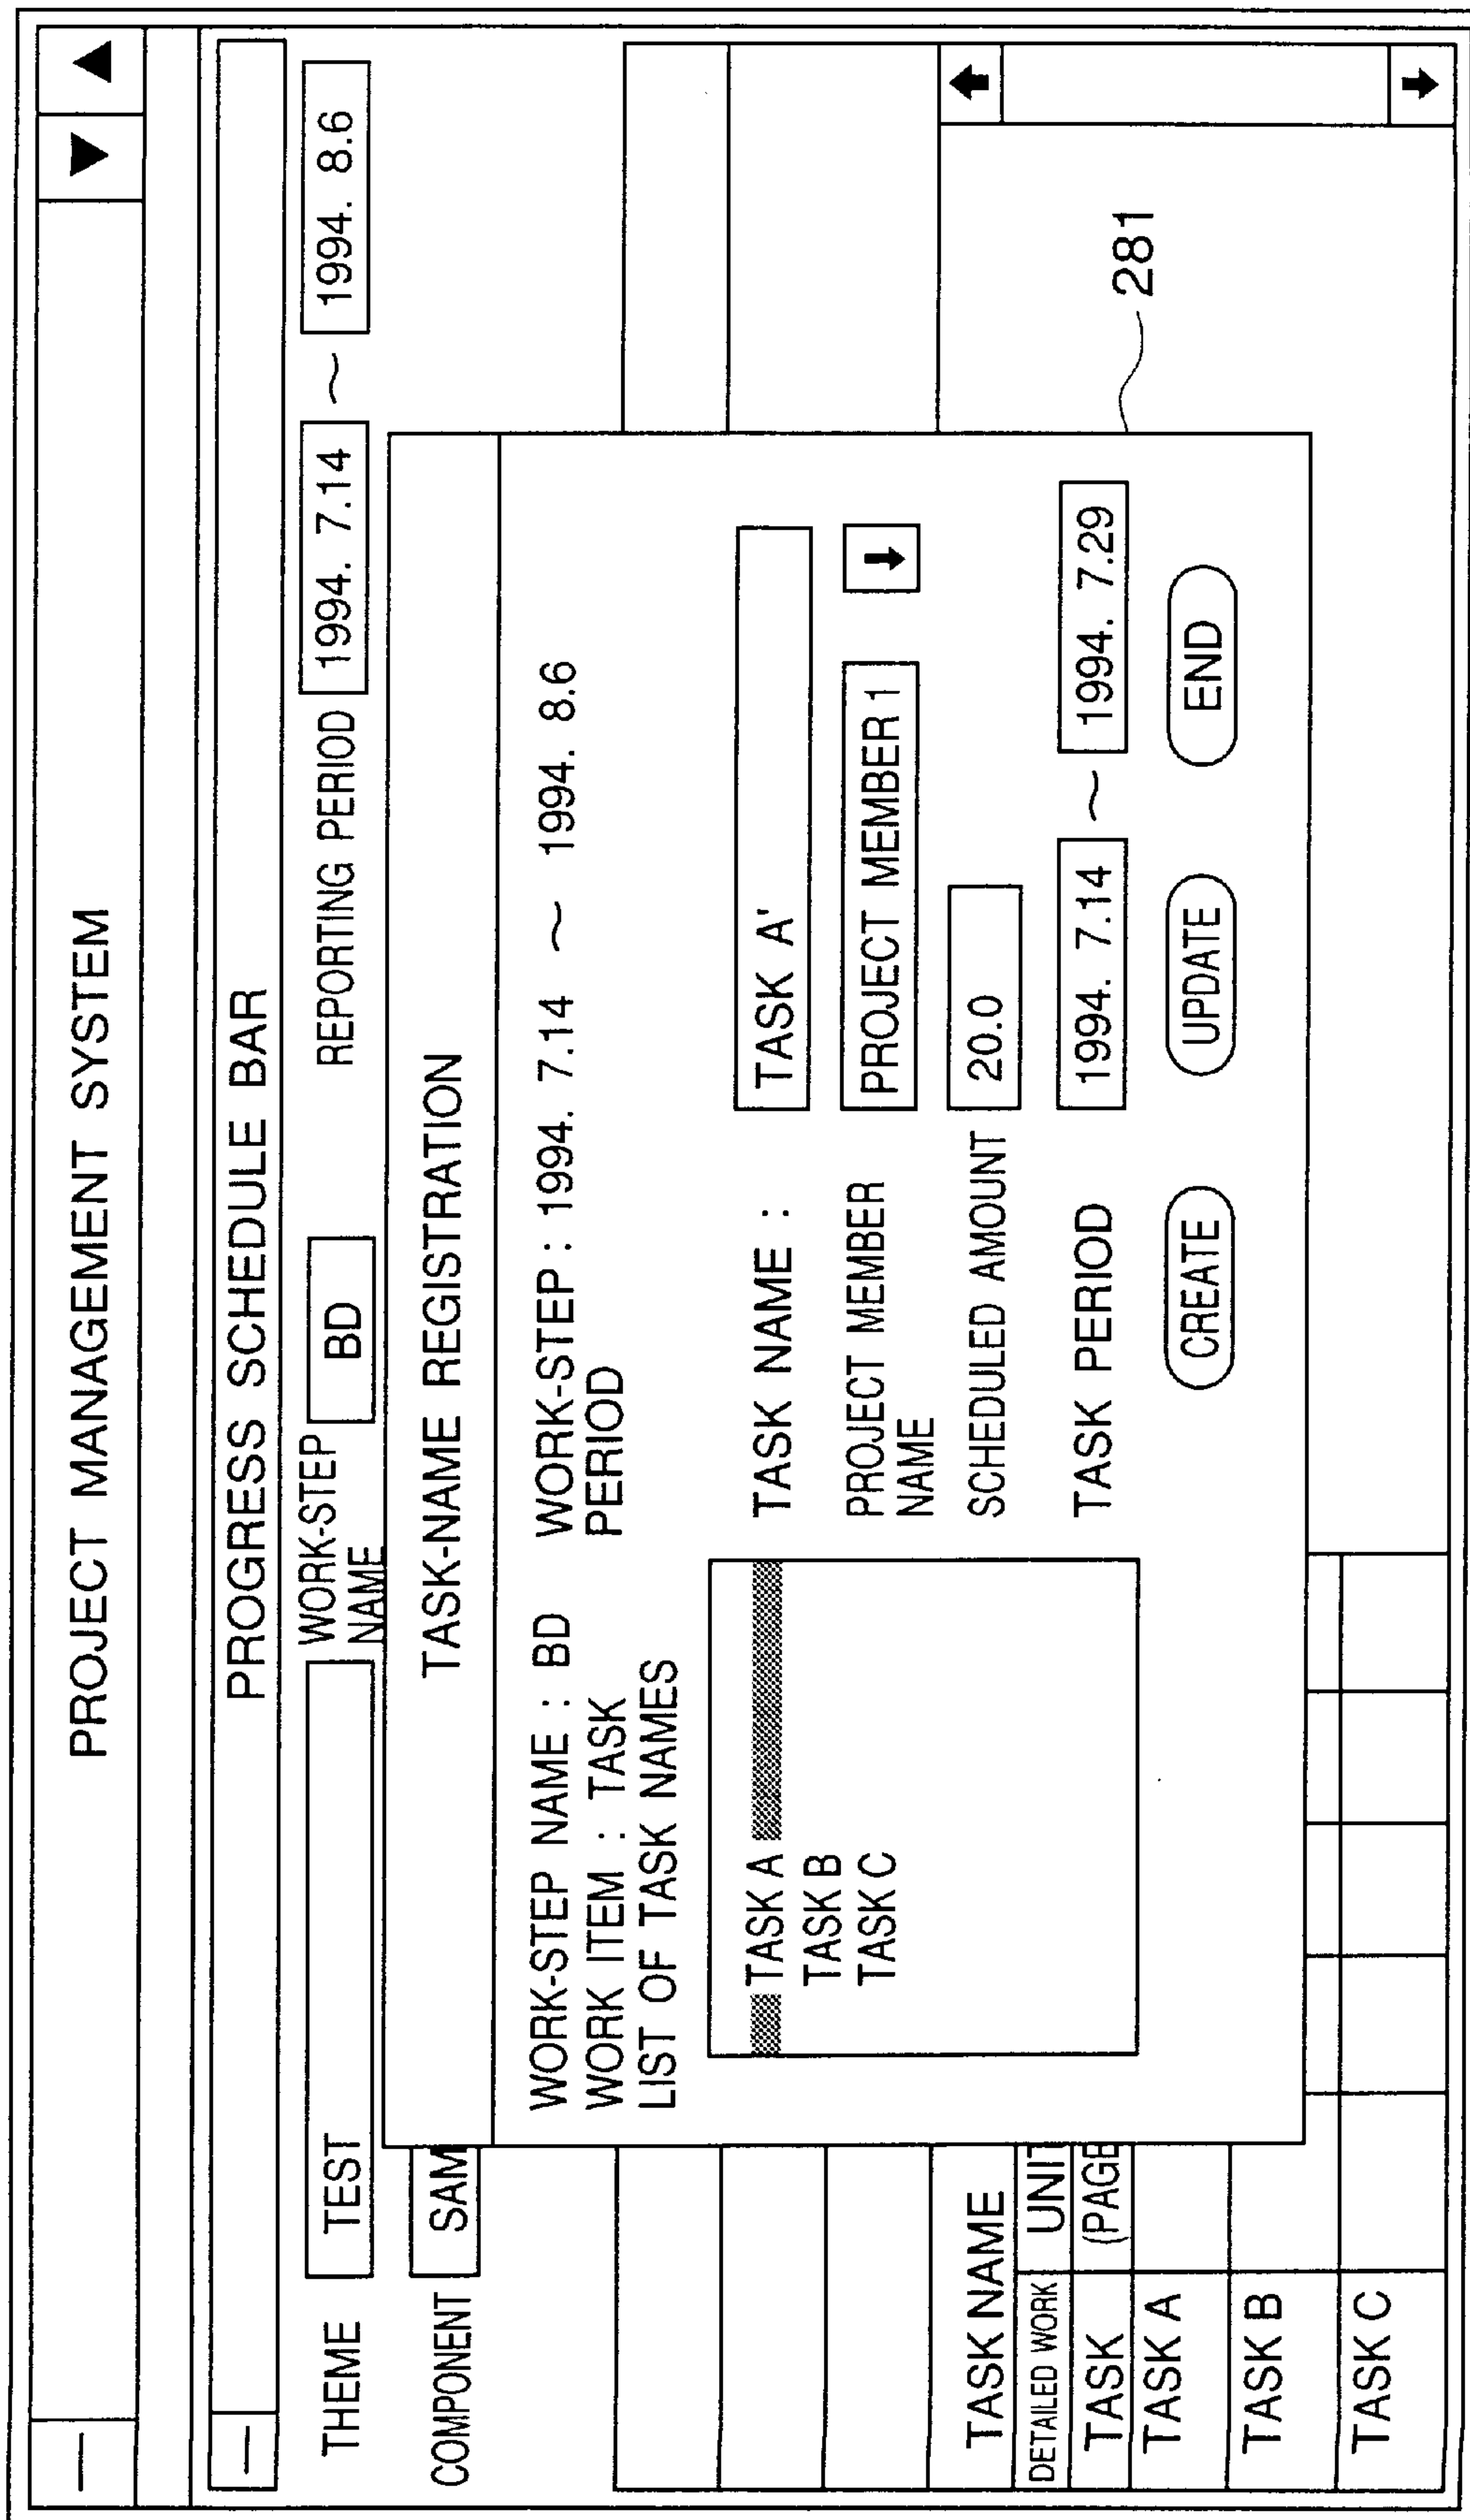 PROJECT MANAGEMENT SYSTEM
PROGRESS SCHEDULE BAR
THEME TEST WORK-STEP NAME BD REPORTING PERIOD 1994. 7.14 ~ 1994. 8.6
COMPONENT SAM
TASK-NAME REGISTRATION
WORK-STEP NAME : BD WORK-STEP : 1994. 7.14 ~ 1994. 8.6
WORK ITEM : TASK PERIOD
LIST OF TASK NAMES
TASK A
TASK B
TASK C
TASK NAME : TASK A'
PROJECT MEMBER NAME PROJECT MEMBER 1
SCHEDULED AMOUNT 20.0
TASK PERIOD 1994. 7.14 ~ 1994. 7.29
CREATE UPDATE END
281
TASK NAME
DETAILED WORK UNIT
TASK (PAGE
TASK A
TASK B
TASK C